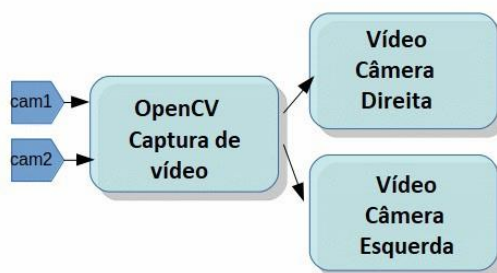 cam1
cam2
OpenCV
Captura de
vídeo
Vídeo
Câmera
Direita
Vídeo
Câmera
Esquerda